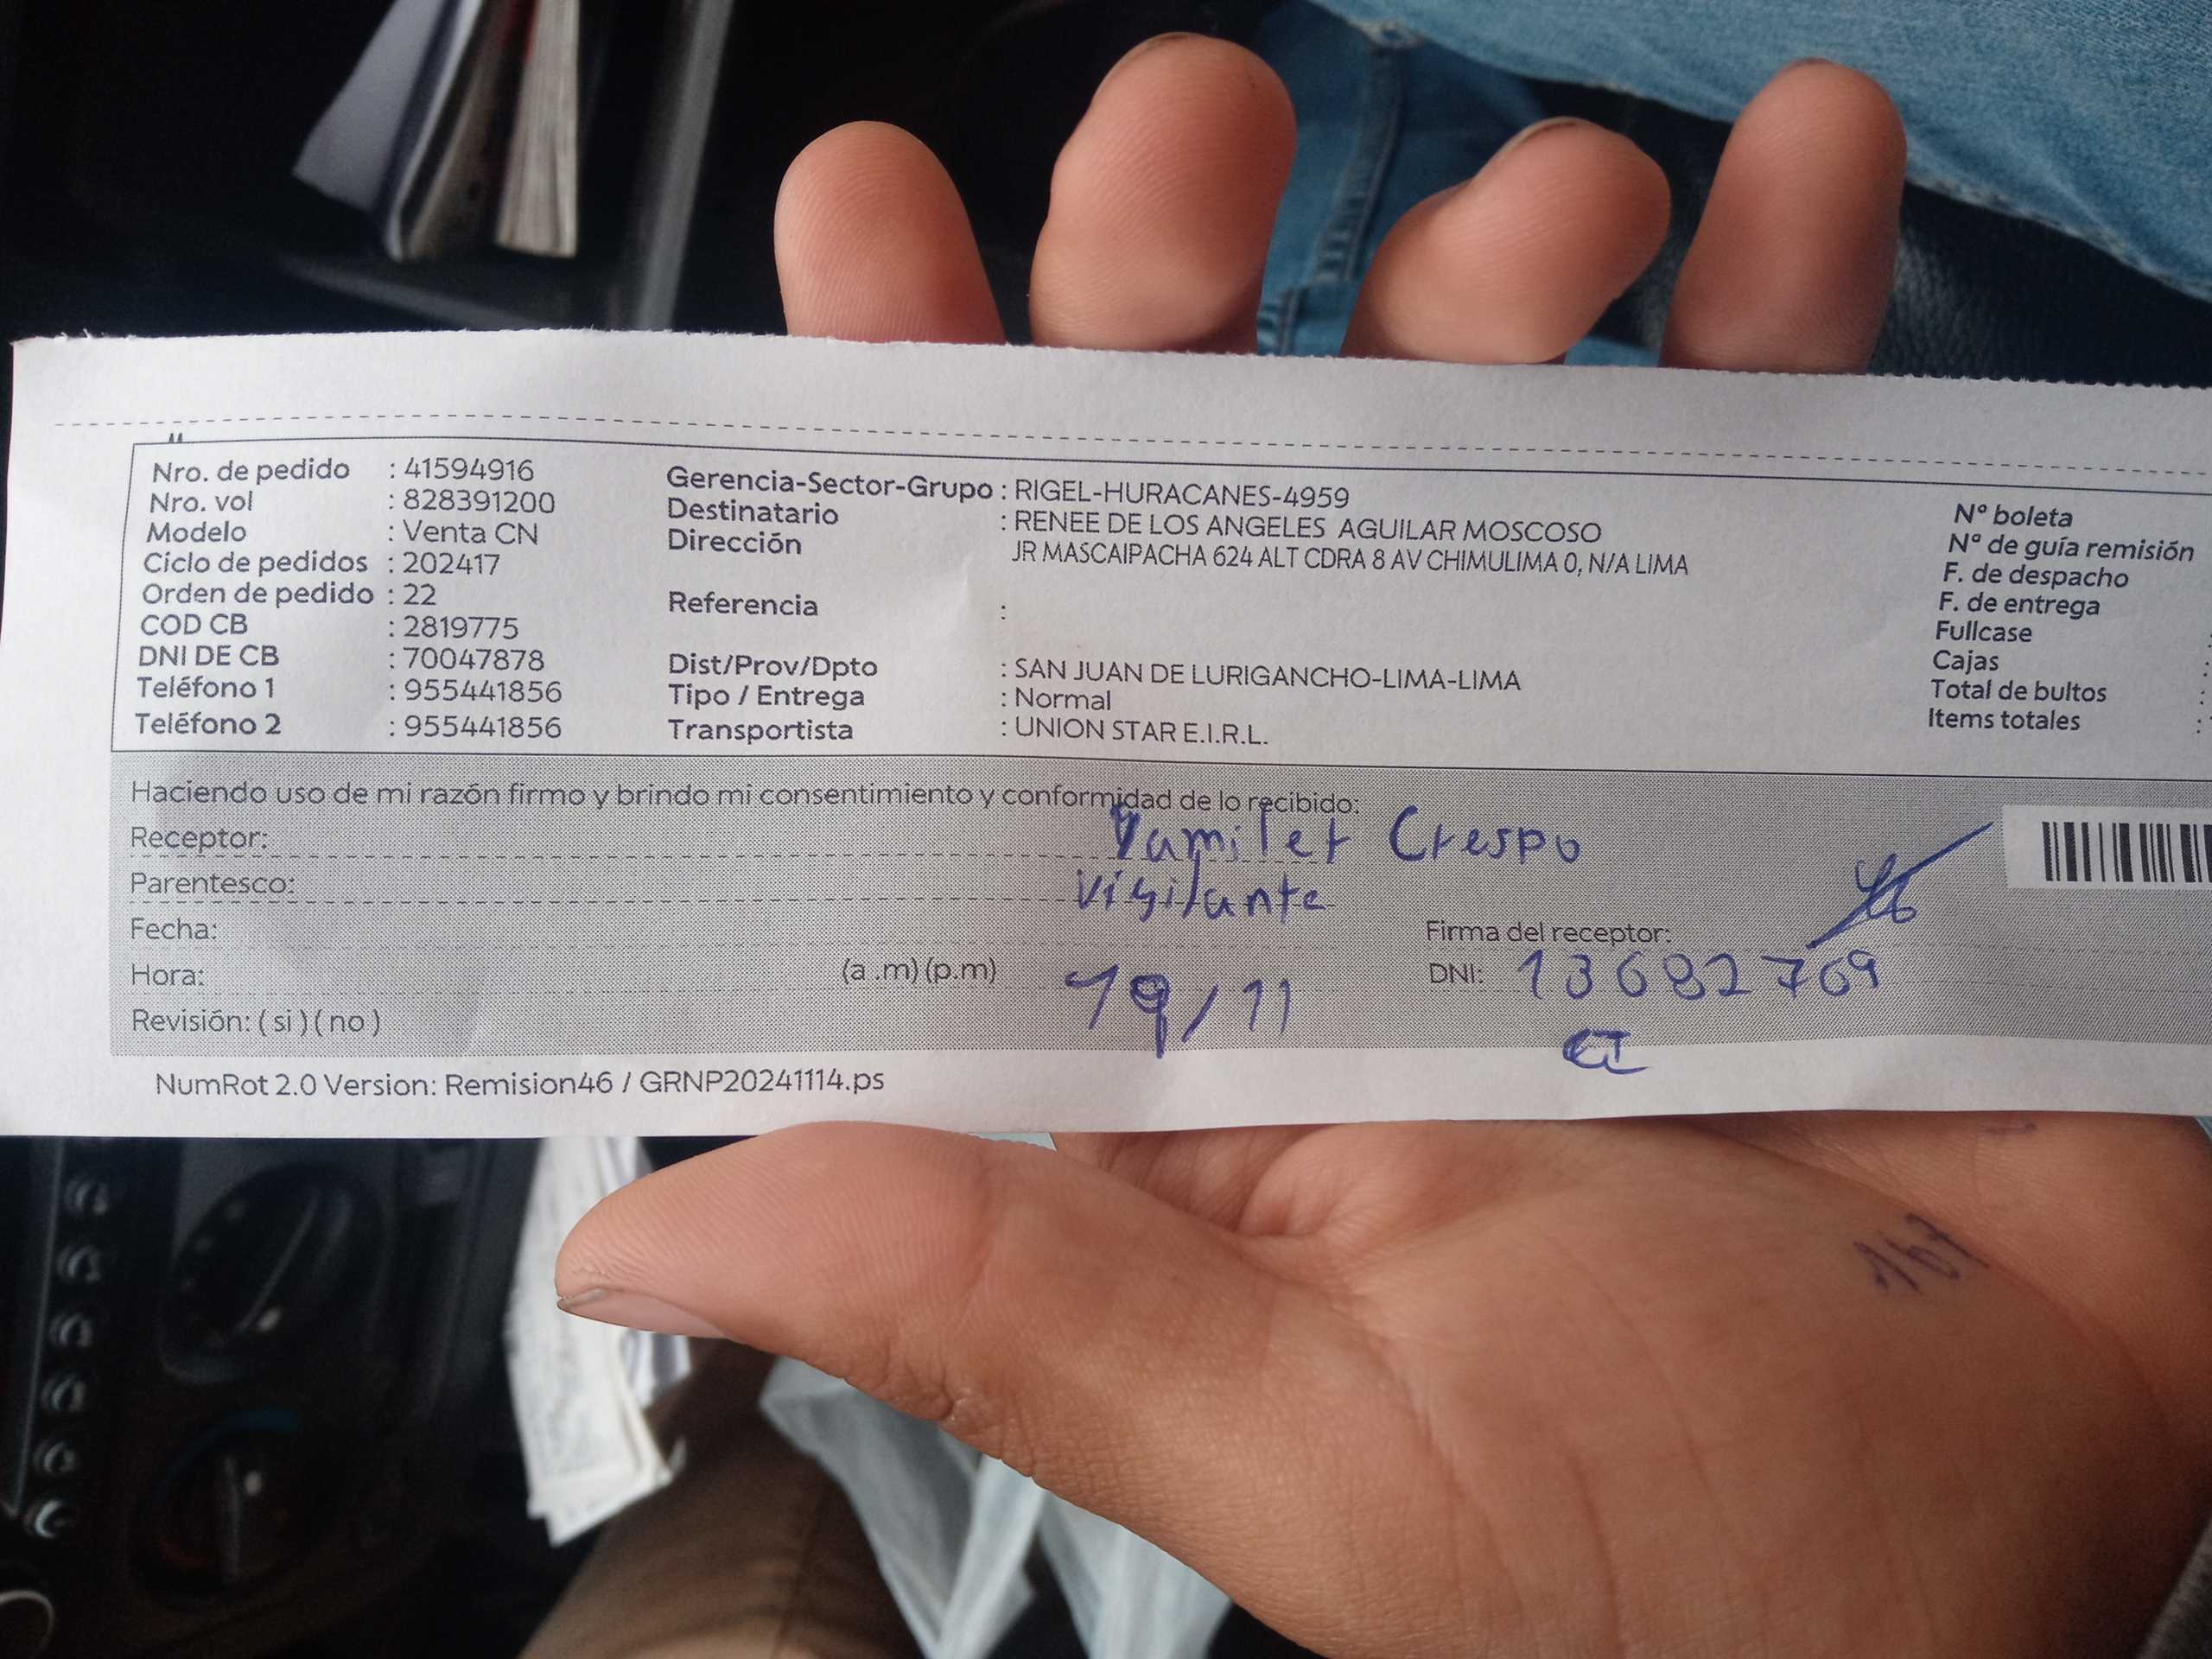 Nro. de pedido : 41594916
Nro. vol : 828391200
Modelo : Venta CN
Ciclo de pedidos : 202417
Orden de pedido : 22
COD CB : 2819775
DNI DE CB : 70047878
Teléfono 1 : 955441856
Teléfono 2 : 955441856
Gerencia-Sector-Grupo : RIGEL-HURACANES-4959
Destinatario : RENEE DE LOS ANGELES AGUILAR MOSCOSO
Dirección JR MASCAIPACHA 624 ALT CDRA 8 AV CHIMULIMA 0, N/A LIMA
Referencia :
Dist/Prov/Dpto : SAN JUAN DE LURIGANCHO-LIMA-LIMA
Tipo / Entrega : Normal
Transportista : UNION STAR E.I.R.L.
N° boleta
N° de guía remisión
F. de despacho
F. de entrega
Fullcase :
Cajas :
Total de bultos :
Items totales :
Haciendo uso de mi razón firmo y brindo mi consentimiento y conformidad de lo recibido:
Receptor: Yamilet Crespo
Parentesco: Vigilante
Fecha:
Firma del receptor:
Hora: (a .m) (p.m) 19/11
DNI: 13682769
Revisión: ( si ) ( no )
NumRot 2.0 Version: Remision46 / GRNP20241114.ps
167